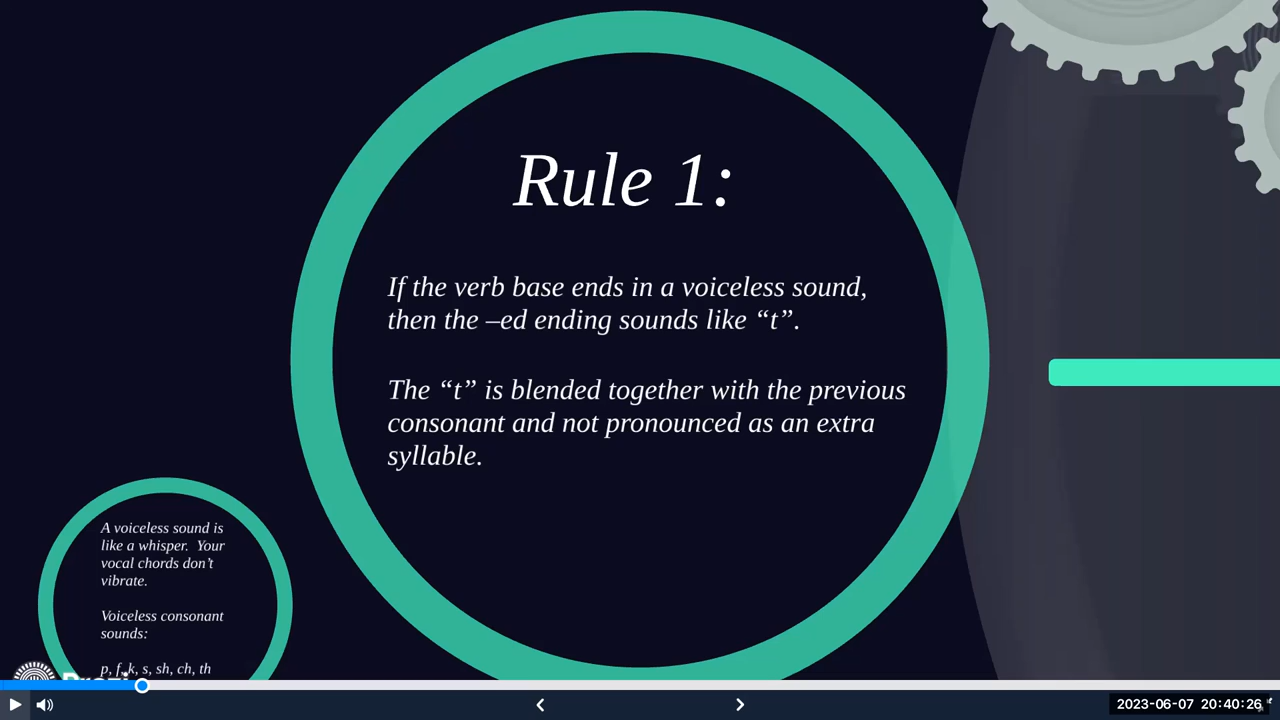 Rule 1:
If the verb base ends in a voiceless sound,
then the –ed ending sounds like “t”.
The “t” is blended together with the previous
consonant and not pronounced as an extra
syllable.
A voiceless sound is
like a whisper.  Your
vocal chords don’t
vibrate.
Voiceless consonant
sounds:
p, f, k, s, sh, ch, th
2023-06-07 20:40:26